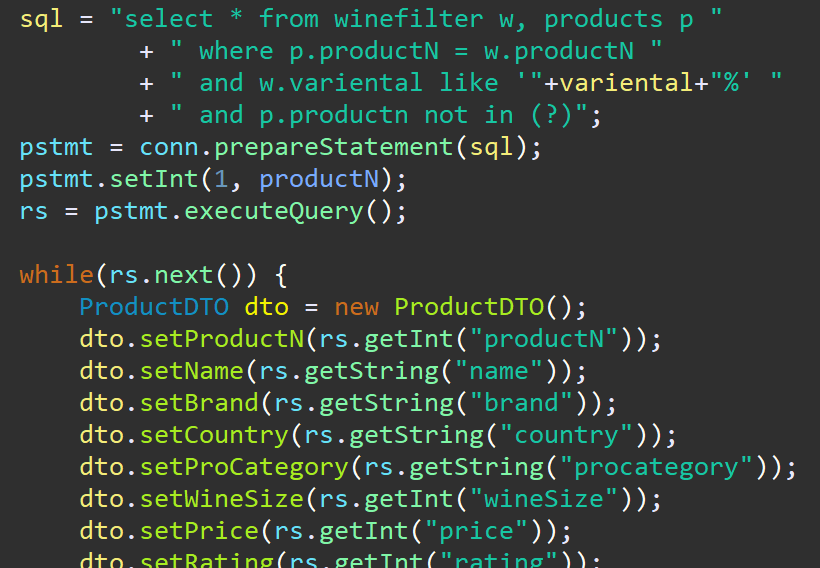 sql = "select * from winefilter w, products p "
+ " where p.productN = w.productN "
+ " and w.variental like '"+variental+"%' "
+ " and p.productn not in (?)";
pstmt = conn.prepareStatement(sql);
pstmt.setInt(1, productN);
rs = pstmt.executeQuery();
while(rs.next()) {
ProductDTO dto = new ProductDTO();
dto.setProductN(rs.getInt("productN"));
dto.setName(rs.getString("name"));
dto.setBrand(rs.getString("brand"));
dto.setCountry(rs.getString("country"));
dto.setProCategory(rs.getString("procategory"));
dto.setWineSize(rs.getInt("wineSize"));
dto.setPrice(rs.getInt("price"));
dto.setRating(rs.getInt("rating"));